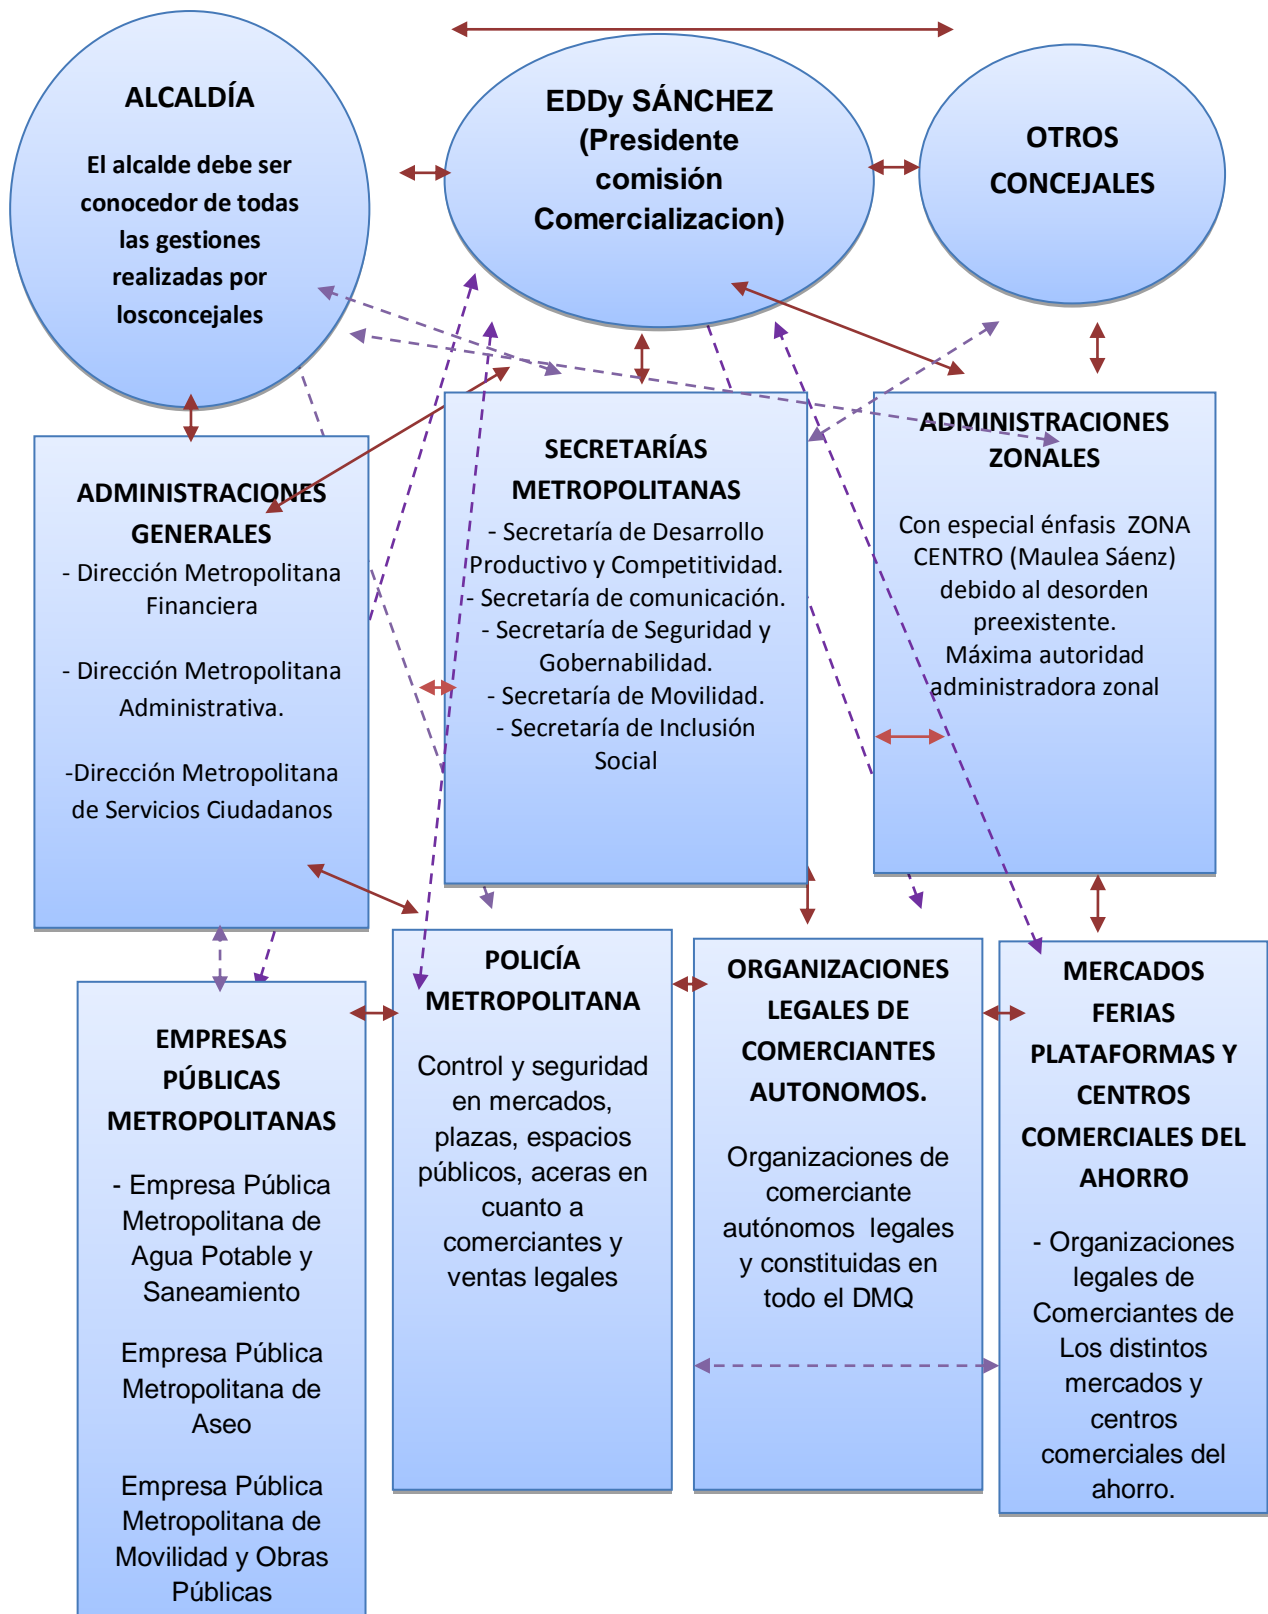 ALCALDÍA
El alcalde debe ser
conocedor de todas
las gestiones
realizadas por
losconcejales
EDDy SÁNCHEZ
(Presidente
comisión
Comercializacion)
OTROS
CONCEJALES
ADMINISTRACIONES
GENERALES
- Dirección Metropolitana
Financiera
- Dirección Metropolitana
Administrativa.
-Dirección Metropolitana
de Servicios Ciudadanos
SECRETARÍAS
METROPOLITANAS
- Secretaría de Desarrollo
Productivo y Competitividad.
- Secretaría de comunicación.
- Secretaría de Seguridad y
Gobernabilidad.
- Secretaría de Movilidad.
- Secretaría de Inclusión
Social
ADMINISTRACIONES
ZONALES
Con especial énfasis  ZONA
CENTRO (Maulea Sáenz)
debido al desorden
preexistente.
Máxima autoridad
administradora zonal
EMPRESAS
PÚBLICAS
METROPOLITANAS
- Empresa Pública
Metropolitana de
Agua Potable y
Saneamiento
Empresa Pública
Metropolitana de
Aseo
Empresa Pública
Metropolitana de
Movilidad y Obras
Públicas
POLICÍA
METROPOLITANA
Control y seguridad
en mercados,
plazas, espacios
públicos, aceras en
cuanto a
comerciantes y
ventas legales
ORGANIZACIONES
LEGALES DE
COMERCIANTES
AUTONOMOS.
Organizaciones de
comerciante
autónomos  legales
y constituidas en
todo el DMQ
MERCADOS
FERIAS
PLATAFORMAS Y
CENTROS
COMERCIALES DEL
AHORRO
- Organizaciones
legales de
Comerciantes de
Los distintos
mercados y
centros
comerciales del
ahorro.